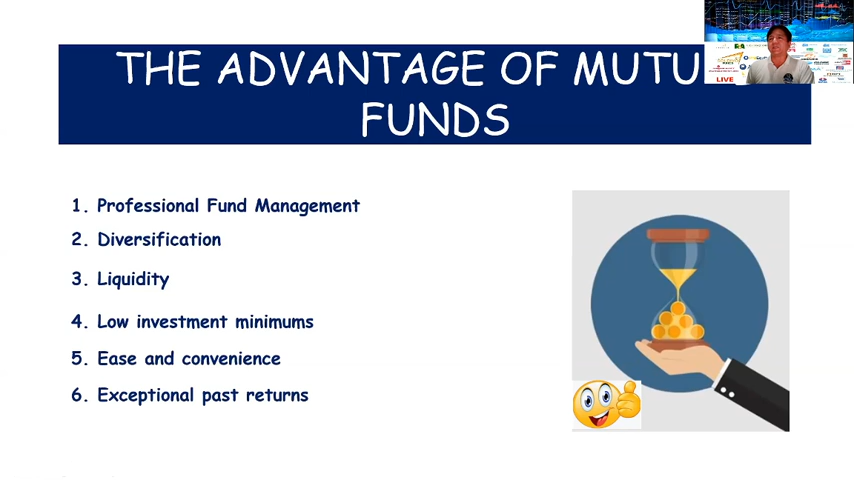 THE ADVANTAGE OF MUTU
FUNDS
LIVE
1. Professional Fund Management
2. Diversification
3. Liquidity
4. Low investment minimums
5. Ease and convenience
6. Exceptional past returns